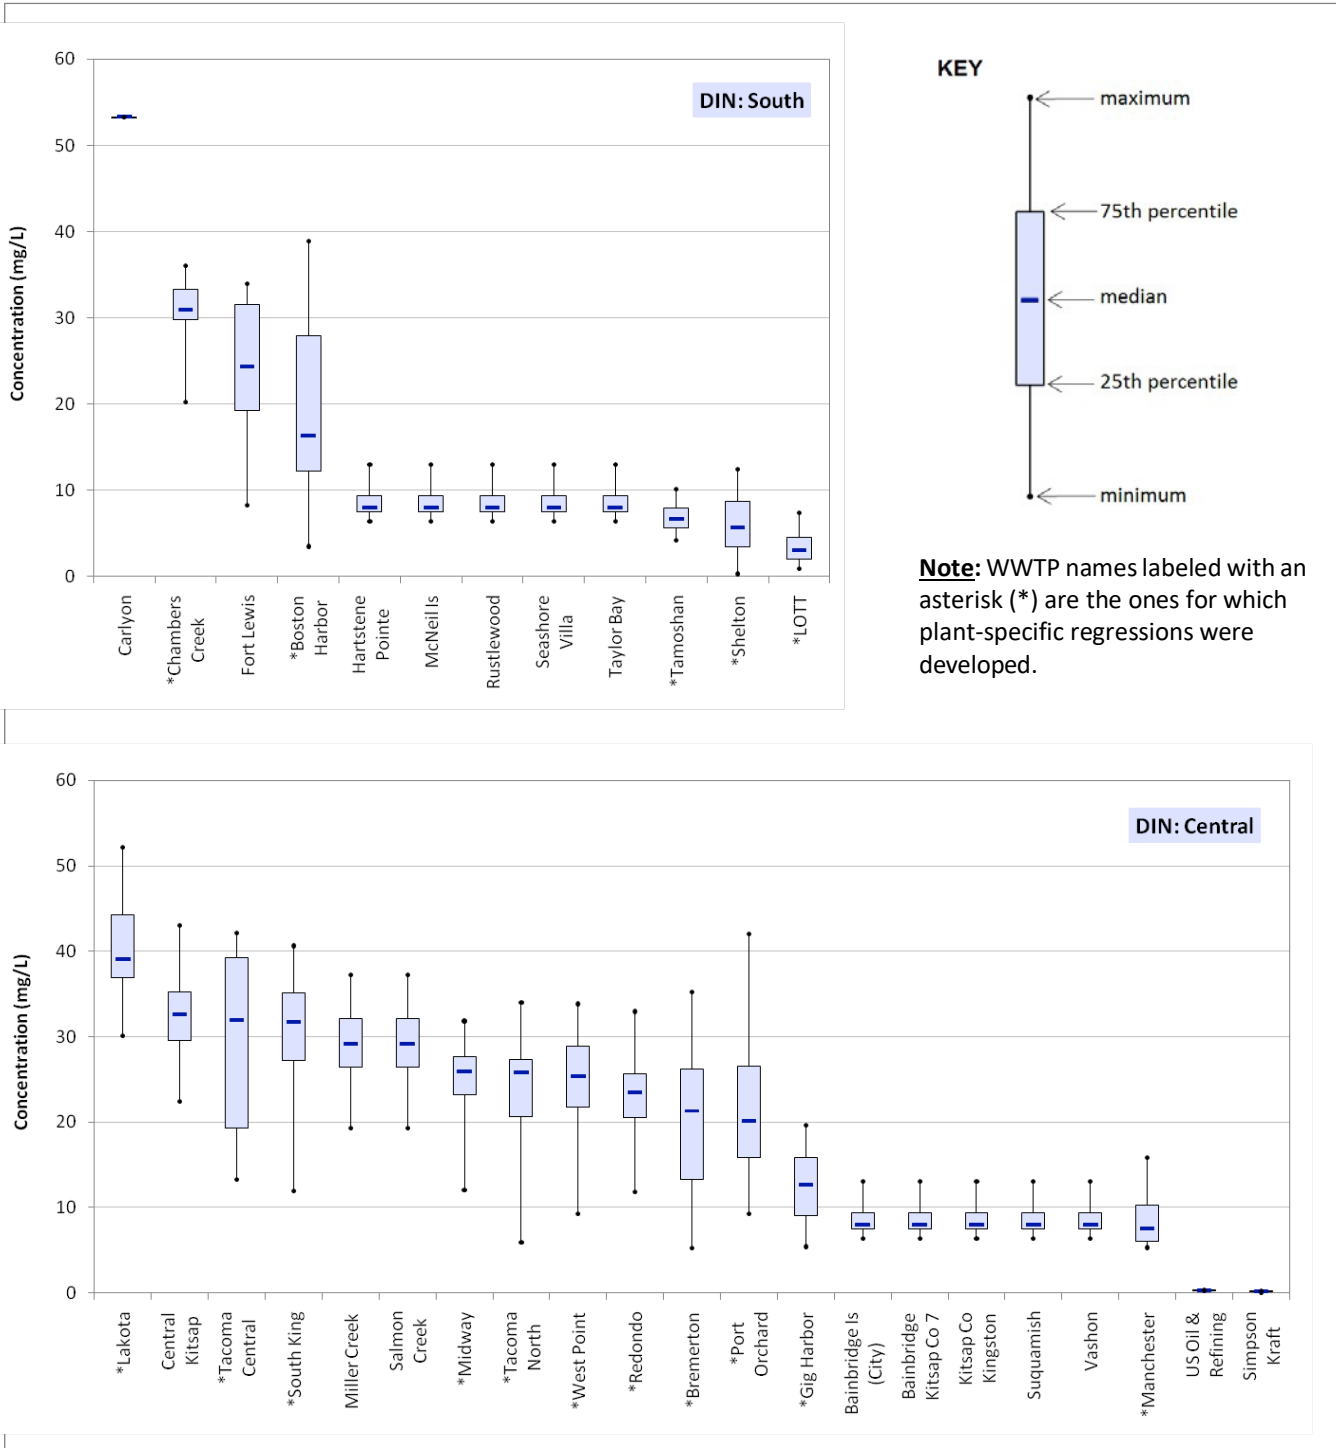 60
50
40
30
20
10
0
Concentration (mg/L)
DIN: South
Carlyon
*Chambers
Creek
Fort Lewis
*Boston
Harbor
Hartstene
Pointe
McNeil Is
Rustlewood
Seashore
Villa
Taylor Bay
*Tamoshan
*Shelton
*LOTT
KEY
maximum
75th percentile
median
25th percentile
minimum
Note: WWTP names labeled with an
asterisk (*) are the ones for which
plant-specific regressions were
developed.
60
50
40
30
20
10
0
Concentration (mg/L)
DIN: Central
*Lakota
Central
Kitsap
*Tacoma
Central
*South King
Miller Creek
Salmon
Creek
*Midway
*Tacoma
North
*West Point
*Redondo
*Bremerton
*Port
Orchard
*Gig Harbor
Bainbridge Is
(City)
Bainbridge
Kitsap Co 7
Kitsap Co
Kingston
Suquamish
Vashon
*Manchester
US Oil &
Refining
Simpson
Kraft